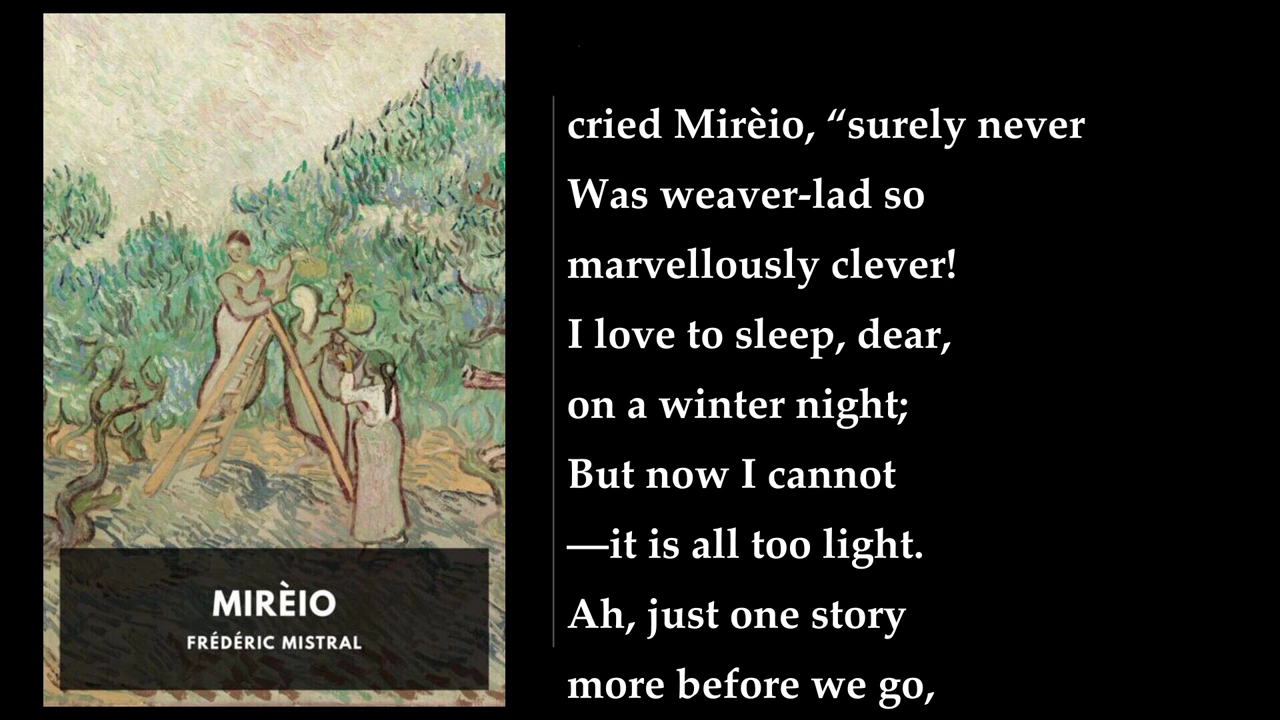 MIRÈIO
FRÉDÉRIC MISTRAL
cried Mirèio, “surely never
Was weaver-lad so
marvellously clever!
I love to sleep, dear,
on a winter night;
But now I cannot
—it is all too light.
Ah, just one story
more before we go,